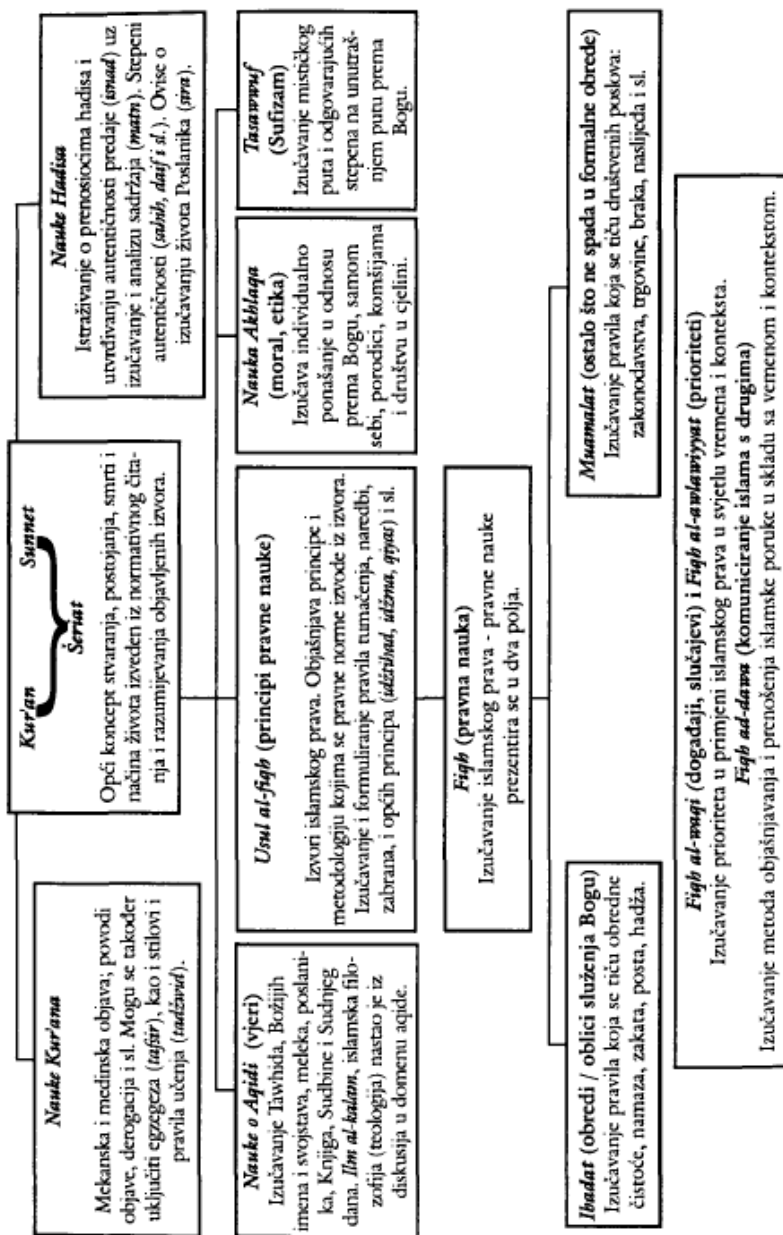 Kur'an Sunnet
Šeriat
Opći koncept stvaranja, postojanja, smrti i
načina života izveden iz normativnog čita-
nja i razumijevanja objavljenih izvora.
Nauke Kur'ana
Mekanska i medinska objava; povodi
objave, derogacija i sl. Mogu se također
uključiti egzegeza (tafsir), kao i stilovi i
pravila učenja (tadžwid).
Nauke Hadisa
Istraživanje o prenosiocima hadisa i
utvrđivanju autentičnosti predaje (isnad) uz
izučavanje i analizu sadržaja (matn). Stepeni
autentičnosti (sahih, daif i sl.). Ovise o
izučavanju života Poslanika (sira).
Nauke o Aqidi (vjeri)
Izučavanje Tawhida, Božijih
imena i svojstava, meleka, poslani-
ka, Knjiga, Sudbine i Sudnjeg
dana. Ilm al-kalam, islamska filo-
zofija (teologija) nastao je iz
diskusija u domenu aqide.
Usul al-fiqh (principi pravne nauke)
Izvori islamskog prava. Objašnjava principe i
metodologiju kojima se pravne norme izvode iz izvora.
Izučavanje i formuliranje pravila tumačenja, naredbi,
zabrana, i općih principa (idžtihad, idžma, qiyas) i sl.
Nauka Akhlaqa
(moral, etika)
Izučava individualno
ponašanje u odnosu
prema Bogu, samom
sebi, porodici, komšijama
i društvu u cjelini.
Tasawwuf
(Sufizam)
Izučavanje mističkog
puta i odgovarajućih
stepena na unutraš-
njem putu prema
Bogu.
Fiqh (pravna nauka)
Izučavanje islamskog prava - pravne nauke
prezentira se u dva polja.
Ibadat (obredi / oblici služenja Bogu)
Izučavanje pravila koja se tiču obredne
čistoće, namaza, zakata, posta, hadža.
Muamalat (ostalo što ne spada u formalne obrede)
Izučavanje pravila koja se tiču društvenih poslova:
zakonodavstva, trgovine, braka, naslijeda i sl.
Fiqh al-waqi (događaji, slučajevi) i Fiqh al-awlawiyyat (prioriteti)
Izučavanje prioriteta u primjeni islamskog prava u svjetlu vremena i konteksta.
Fiqh ad-dawa (komuniciranje islama s drugima)
Izučavanje metoda objašnjavanja i prenošenja islamske poruke u skladu sa vemenom i kontekstom.